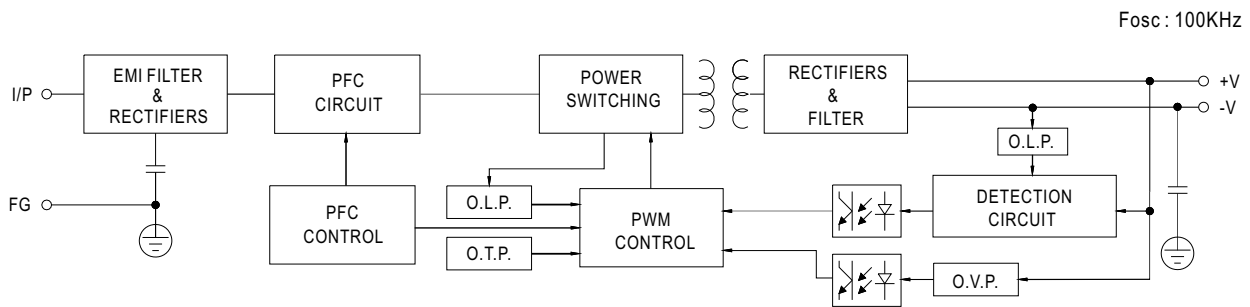 Fosc : 100KHz
I/P
EMI FILTER
&
RECTIFIERS
PFC
CIRCUIT
POWER
SWITCHING
RECTIFIERS
&
FILTER
+V
-V
O.L.P.
FG
PFC
CONTROL
O.L.P.
O.T.P.
PWM
CONTROL
DETECTION
CIRCUIT
O.V.P.